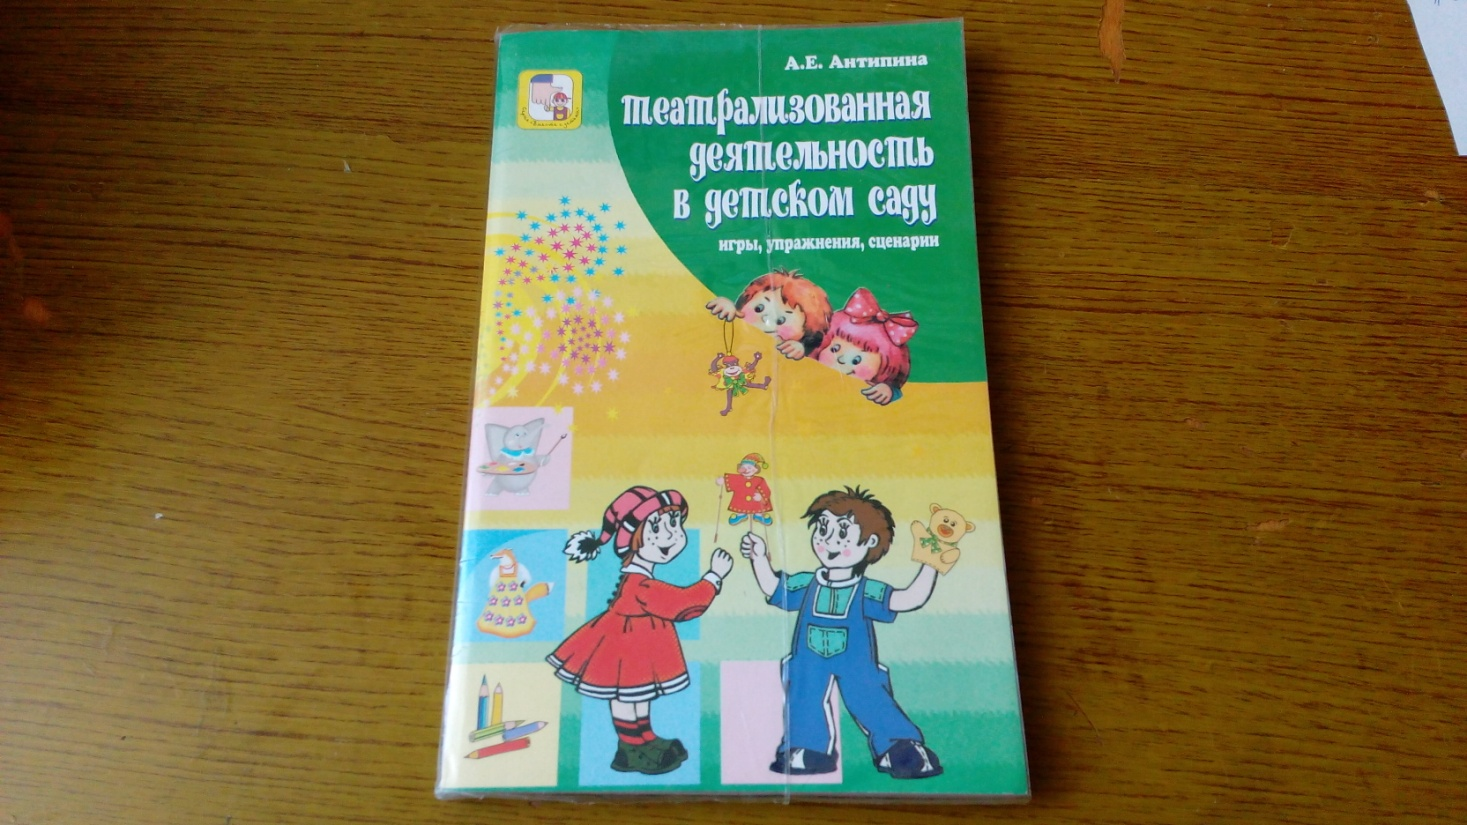 А.Е. Антипина
театрализованная
деятельность
в детском саду
игры, упражнения, сценарии